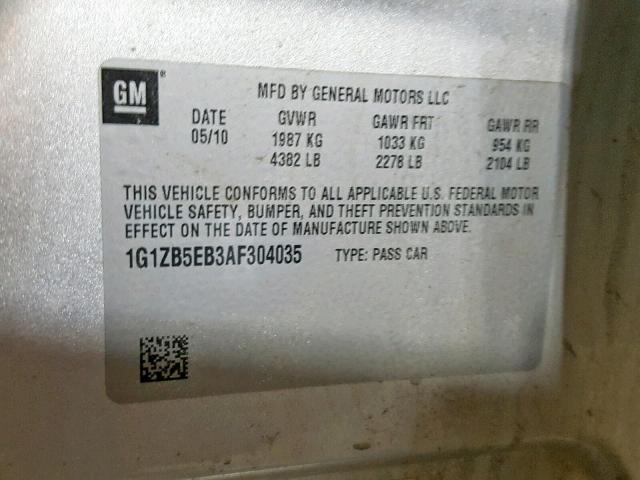 GM ®
MFD BY GENERAL MOTORS LLC
DATE GVWR GAWR FRT GAWR RR
05/10 1987 KG 1033 KG 954 KG
4382 LB 2278 LB 2104 LB
THIS VEHICLE CONFORMS TO ALL APPLICABLE U.S. FEDERAL MOTOR
VEHICLE SAFETY, BUMPER, AND THEFT PREVENTION STANDARDS IN
EFFECT ON THE DATE OF MANUFACTURE SHOWN ABOVE.
1G1ZB5EB3AF304035 TYPE: PASS CAR